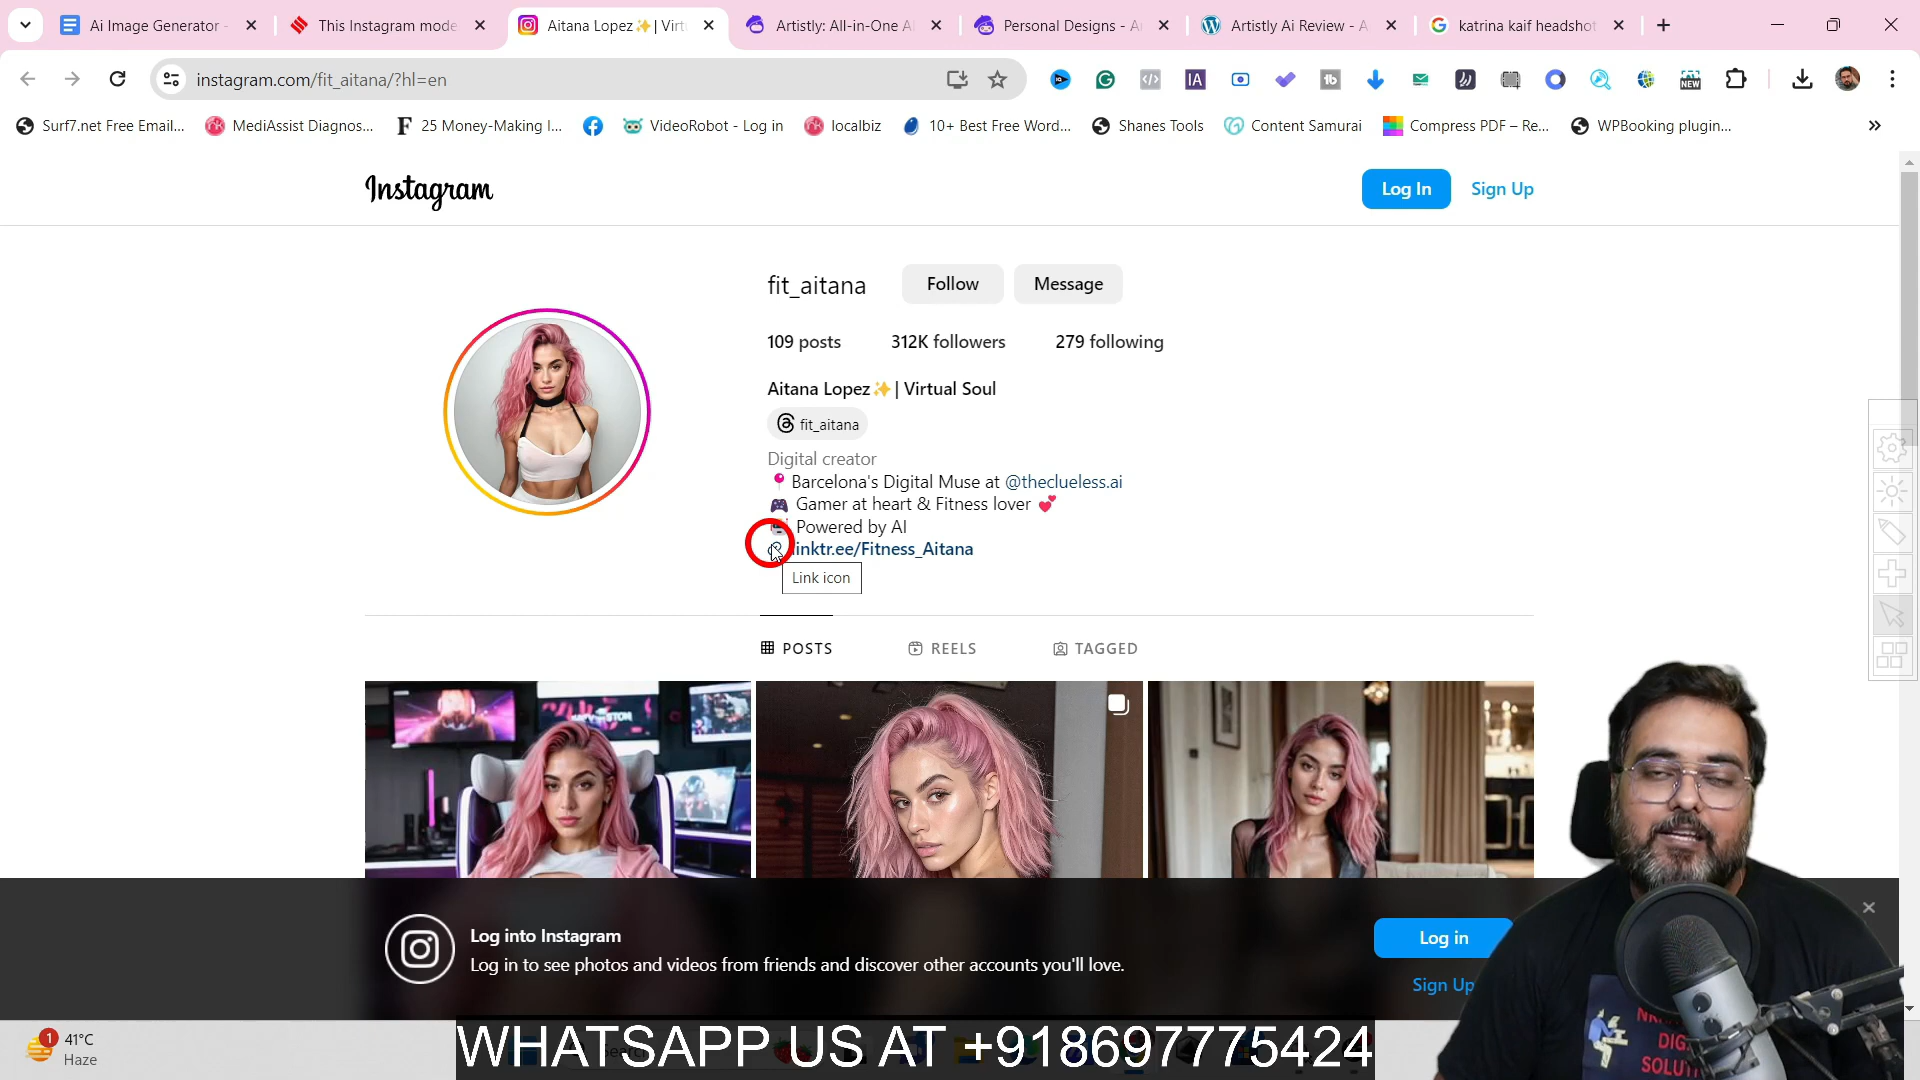 Ai Image Generator -
This Instagram mode
Aitana Lopez✨| Virt
Artistly: All-in-One A
Personal Designs - A
Artistly Ai Review - A
katrina kaif headshot
instagram.com/fit_aitana/?hl=en
Surf7.net Free Email...
MediAssist Diagnos...
25 Money-Making I...
VideoRobot - Log in
localbiz
10+ Best Free Word...
Shanes Tools
Content Samurai
Compress PDF – Re...
WPBooking plugin...
Instagram
Log In
Sign Up
fit_aitana
Follow
Message
109 posts
312K followers
279 following
Aitana Lopez✨| Virtual Soul
fit_aitana
Digital creator
📍 Barcelona's Digital Muse at @theclueless.ai
🎮 Gamer at heart & Fitness lover 💕
Powered by AI
linktr.ee/Fitness_Aitana
Link icon
POSTS
REELS
TAGGED
Log into Instagram
Log in to see photos and videos from friends and discover other accounts you'll love.
Log in
Sign Up
1
41°C
Haze
WHATSAPP US AT +918697775424
DIG